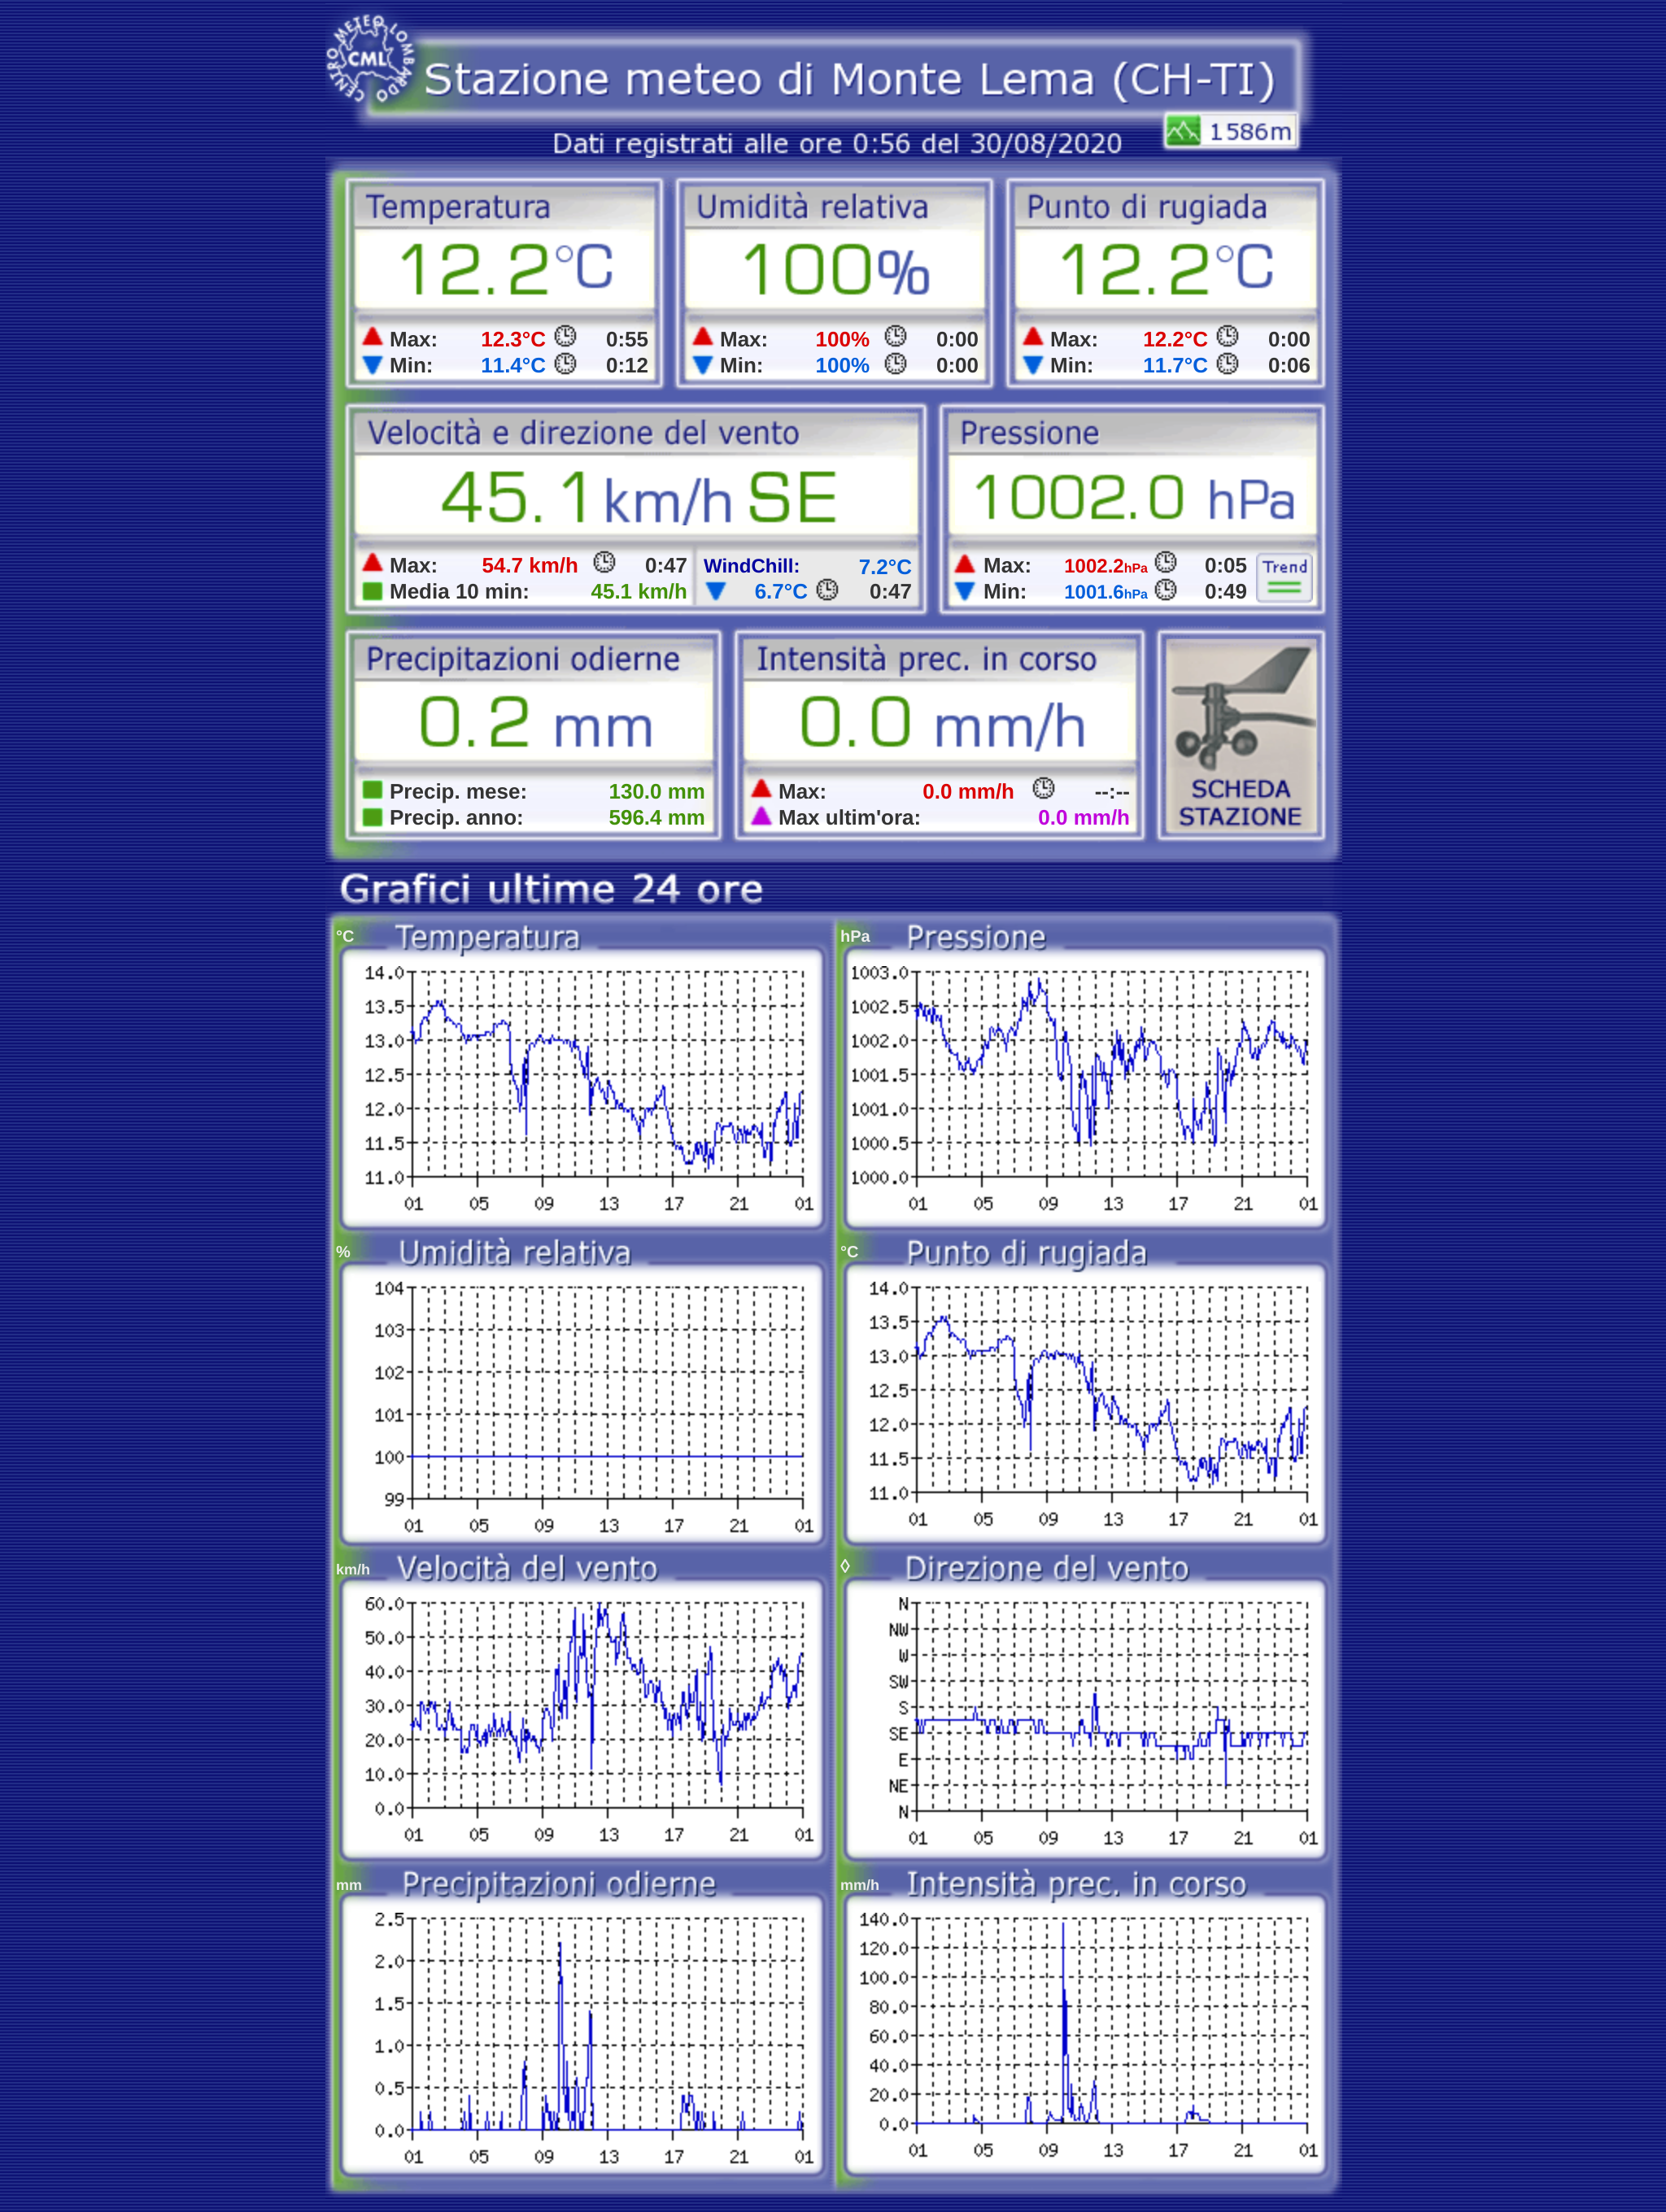 CENTRO METEO LOMBARDO
CML
Stazione meteo di Monte Lema (CH-TI)
1586m
Dati registrati alle ore 0:56 del 30/08/2020
Temperatura Umidità relativa Punto di rugiada
12.2°C 100% 12.2°C
Max: 12.3°C 0:55 Max: 100% 0:00 Max: 12.2°C 0:00
Min: 11.4°C 0:12 Min: 100% 0:00 Min: 11.7°C 0:06
Velocità e direzione del vento Pressione
45.1 km/h SE 1002.0 hPa
Max: 54.7 km/h 0:47 WindChill: 7.2°C Max: 1002.2hPa 0:05 Trend
Media 10 min: 45.1 km/h 6.7°C 0:47 Min: 1001.6hPa 0:49
Precipitazioni odierne Intensità prec. in corso
0.2 mm 0.0 mm/h
Precip. mese: 130.0 mm Max: 0.0 mm/h --:-- SCHEDA
Precip. anno: 596.4 mm Max ultim'ora: 0.0 mm/h STAZIONE
Grafici ultime 24 ore
°C Temperatura
14.0
13.5
13.0
12.5
12.0
11.5
11.0
01 05 09 13 17 21 01
hPa Pressione
1003.0
1002.5
1002.0
1001.5
1001.0
1000.5
1000.0
01 05 09 13 17 21 01
% Umidità relativa
104
103
102
101
100
99
01 05 09 13 17 21 01
°C Punto di rugiada
14.0
13.5
13.0
12.5
12.0
11.5
11.0
01 05 09 13 17 21 01
km/h Velocità del vento
60.0
50.0
40.0
30.0
20.0
10.0
0.0
01 05 09 13 17 21 01
◊ Direzione del vento
N
NW
W
SW
S
SE
E
NE
N
01 05 09 13 17 21 01
mm Precipitazioni odierne
2.5
2.0
1.5
1.0
0.5
0.0
01 05 09 13 17 21 01
mm/h Intensità prec. in corso
140.0
120.0
100.0
80.0
60.0
40.0
20.0
0.0
01 05 09 13 17 21 01